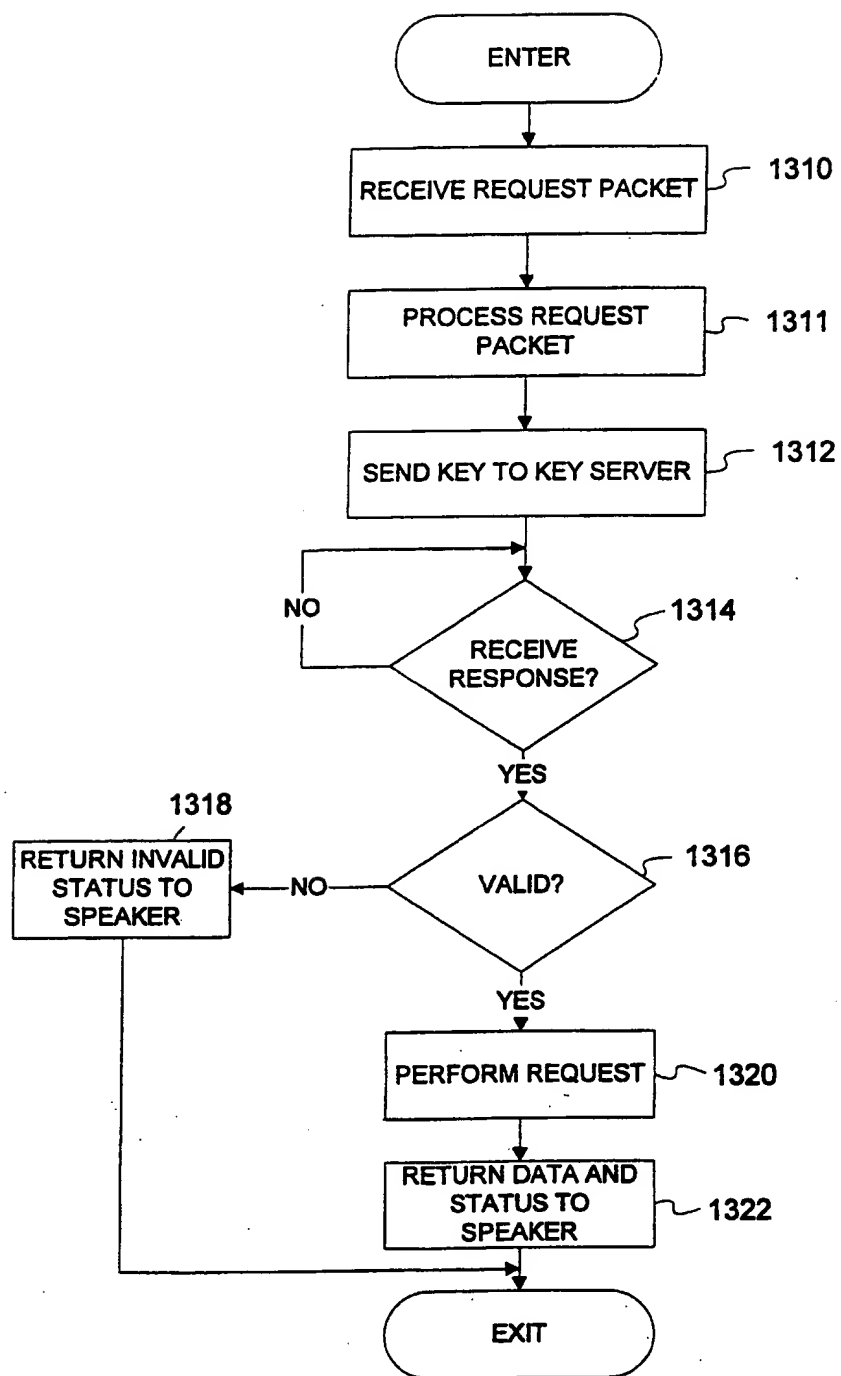 ENTER
RECEIVE REQUEST PACKET
1310
PROCESS REQUEST
PACKET
1311
SEND KEY TO KEY SERVER
1312
NO
RECEIVE
RESPONSE?
1314
YES
1318
RETURN INVALID
STATUS TO
SPEAKER
NO
VALID?
1316
YES
PERFORM REQUEST
1320
RETURN DATA AND
STATUS TO
SPEAKER
1322
EXIT